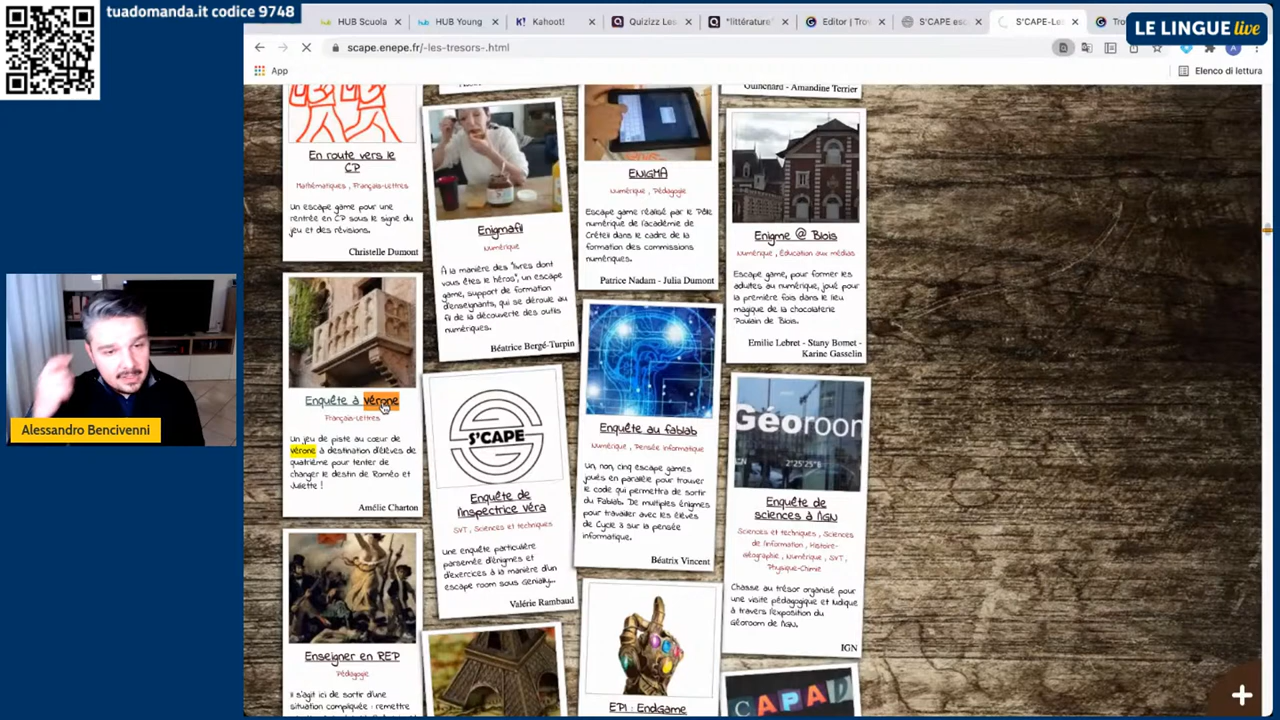 tuadomanda.it codice 9748
HUB Scuola
HUB Young
Kahoot!
Quizizz Les
"littérature"
Editor | Trov
S'CAPE esc
S'CAPE-Le
LE LINGUE live
scape.enepe.fr/-les-tresors-.html
App
Elenco di lettura
En route vers le
CP
Mathématiques , Français-Lettres
Un escape game pour une
rentrée en CP sous le signe du
jeu et des révisions.
Christelle Dumont
Enquête à vérone
Français-Lettres
Un jeu de piste au coeur de
vérone à destination d'élèves de
quatrième pour tenter de
changer le destin de Roméo et
Juliette !
Amélie Charton
Enseigner en REP
Pédagogie
Il s'agit ici de sortir d'une
situation compliquée : remettre
Enigmafil
Numérique
À la manière des "livres dont
vous êtes le héros", un escape
game, support de formation
d'enseignants, qui se déroule au
fil de la découverte des outils
numériques.
Béatrice Bergé-Turpin
S'CAPE
Enquête de
l'inspectrice Véra
SVT , Sciences et techniques
Une enquête particulière
parsemée d'énigmes et
d'exercices à la manière d'un
escape room sous Genially...
Valérie Rambaud
ENIGMA
Numérique , Pédagogie
Escape game réalisé par le Pôle
numérique de l'académie de
Créteil dans le cadre de la
formation des commissions
numériques.
Patrice Nadam - Julia Dumont
Enquête au fablab
Numérique , Pensée informatique
Un, non, cinq escape games
joués en parallèle pour trouver
le code qui permettra de sortir
du Fablab. De multiples énigmes
pour travailler avec les élèves
de Cycle 3 sur la pensée
informatique.
Béatrix Vincent
EPI : EndGame
Guinchard - Amandine Terrier
Enigme @ Blois
Numérique , Éducation aux médias
Escape game, pour former les
adultes au numérique, joué pour
la première fois dans le lieu
magique de la chocolaterie
Poulain de Blois.
Emilie Lebret - Stany Bomet -
Karine Gasselin
Géoroom
2°25'25"E
Enquête de
sciences à l'IGN
Sciences et techniques , Sciences
de l'information , Histoire-
géographie , Numérique , SVT ,
Physique-Chimie
Chasse au trésor organisé pour
une visite pédagogique et ludique
à travers l'exposition du
Géoroom de l'IGN.
IGN
CAPAD
Alessandro Bencivenni